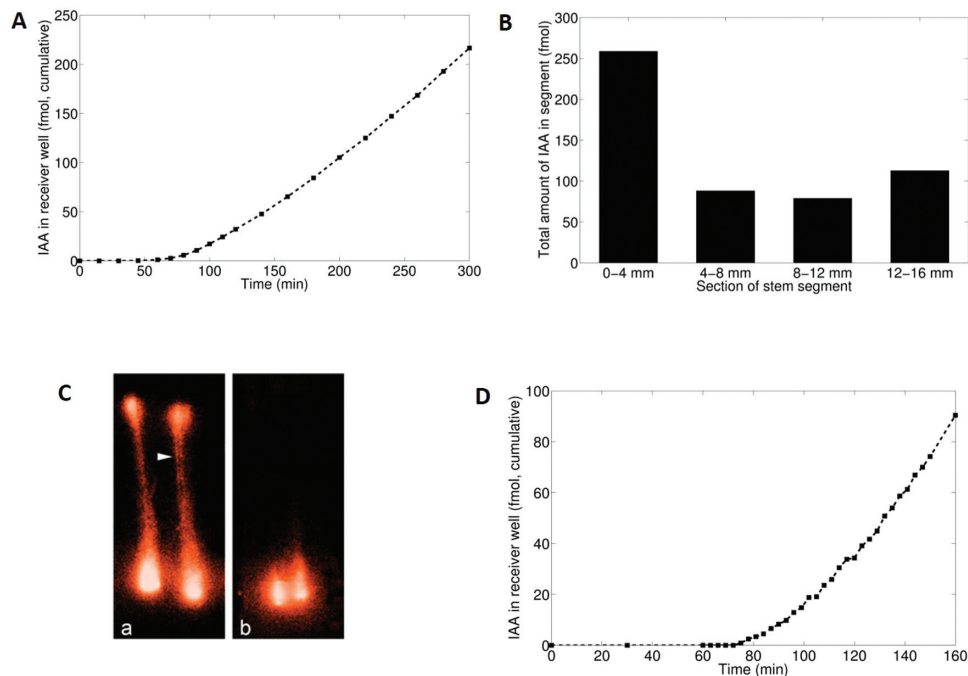 A
IAA in receiver well (fmol, cumulative)
250
200
150
100
50
0
0 50 100 150 200 250 300
Time (min)
B
Total amount of IAA in segment (fmol)
300
250
200
150
100
50
0
0–4 mm 4–8 mm 8–12 mm 12–16 mm
Section of stem segment
C
a
b
D
IAA in receiver well (fmol, cumulative)
100
80
60
40
20
0
0 20 40 60 80 100 120 140 160
Time (min)